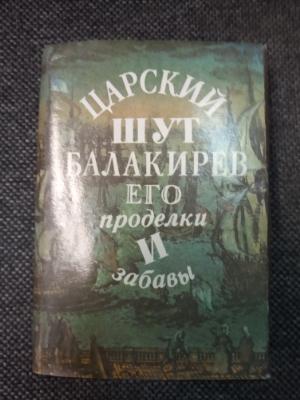 ЦАРСКИЙ
ШУТ
БАЛАКИРЕВ
ЕГО
проделки
И
забавы